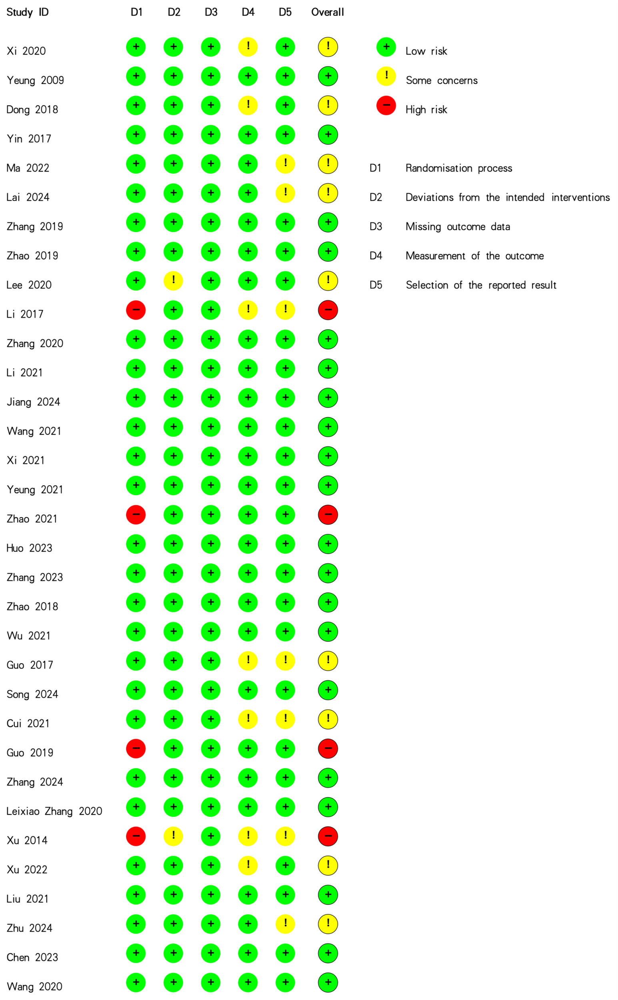 Study ID D1 D2 D3 D4 D5 Overall
Xi 2020 + + + ! + ! + Low risk
Yeung 2009 + + + + + + ! Some concerns
Dong 2018 + + + ! + ! − High risk
Yin 2017 + + + + + +
Ma 2022 + + + + ! ! D1 Randomisation process
Lai 2024 + + + + ! ! D2 Deviations from the intended interventions
Zhang 2019 + + + + + + D3 Missing outcome data
Zhao 2019 + + + + + + D4 Measurement of the outcome
Lee 2020 + ! + + + ! D5 Selection of the reported result
Li 2017 − + + ! ! −
Zhang 2020 + + + + + +
Li 2021 + + + + + +
Jiang 2024 + + + + + +
Wang 2021 + + + + + +
Xi 2021 + + + + + +
Yeung 2021 + + + + + +
Zhao 2021 − + + + + −
Huo 2023 + + + + + +
Zhang 2023 + + + + + +
Zhao 2018 + + + + + +
Wu 2021 + + + + + +
Guo 2017 + + + ! ! !
Song 2024 + + + + + +
Cui 2021 + + + ! ! !
Guo 2019 − + + + + −
Zhang 2024 + + + + + +
Leixiao Zhang 2020 + + + + + +
Xu 2014 − ! + ! ! −
Xu 2022 + + + ! + !
Liu 2021 + + + + + +
Zhu 2024 + + + + ! !
Chen 2023 + + + + + +
Wang 2020 + + + + + +